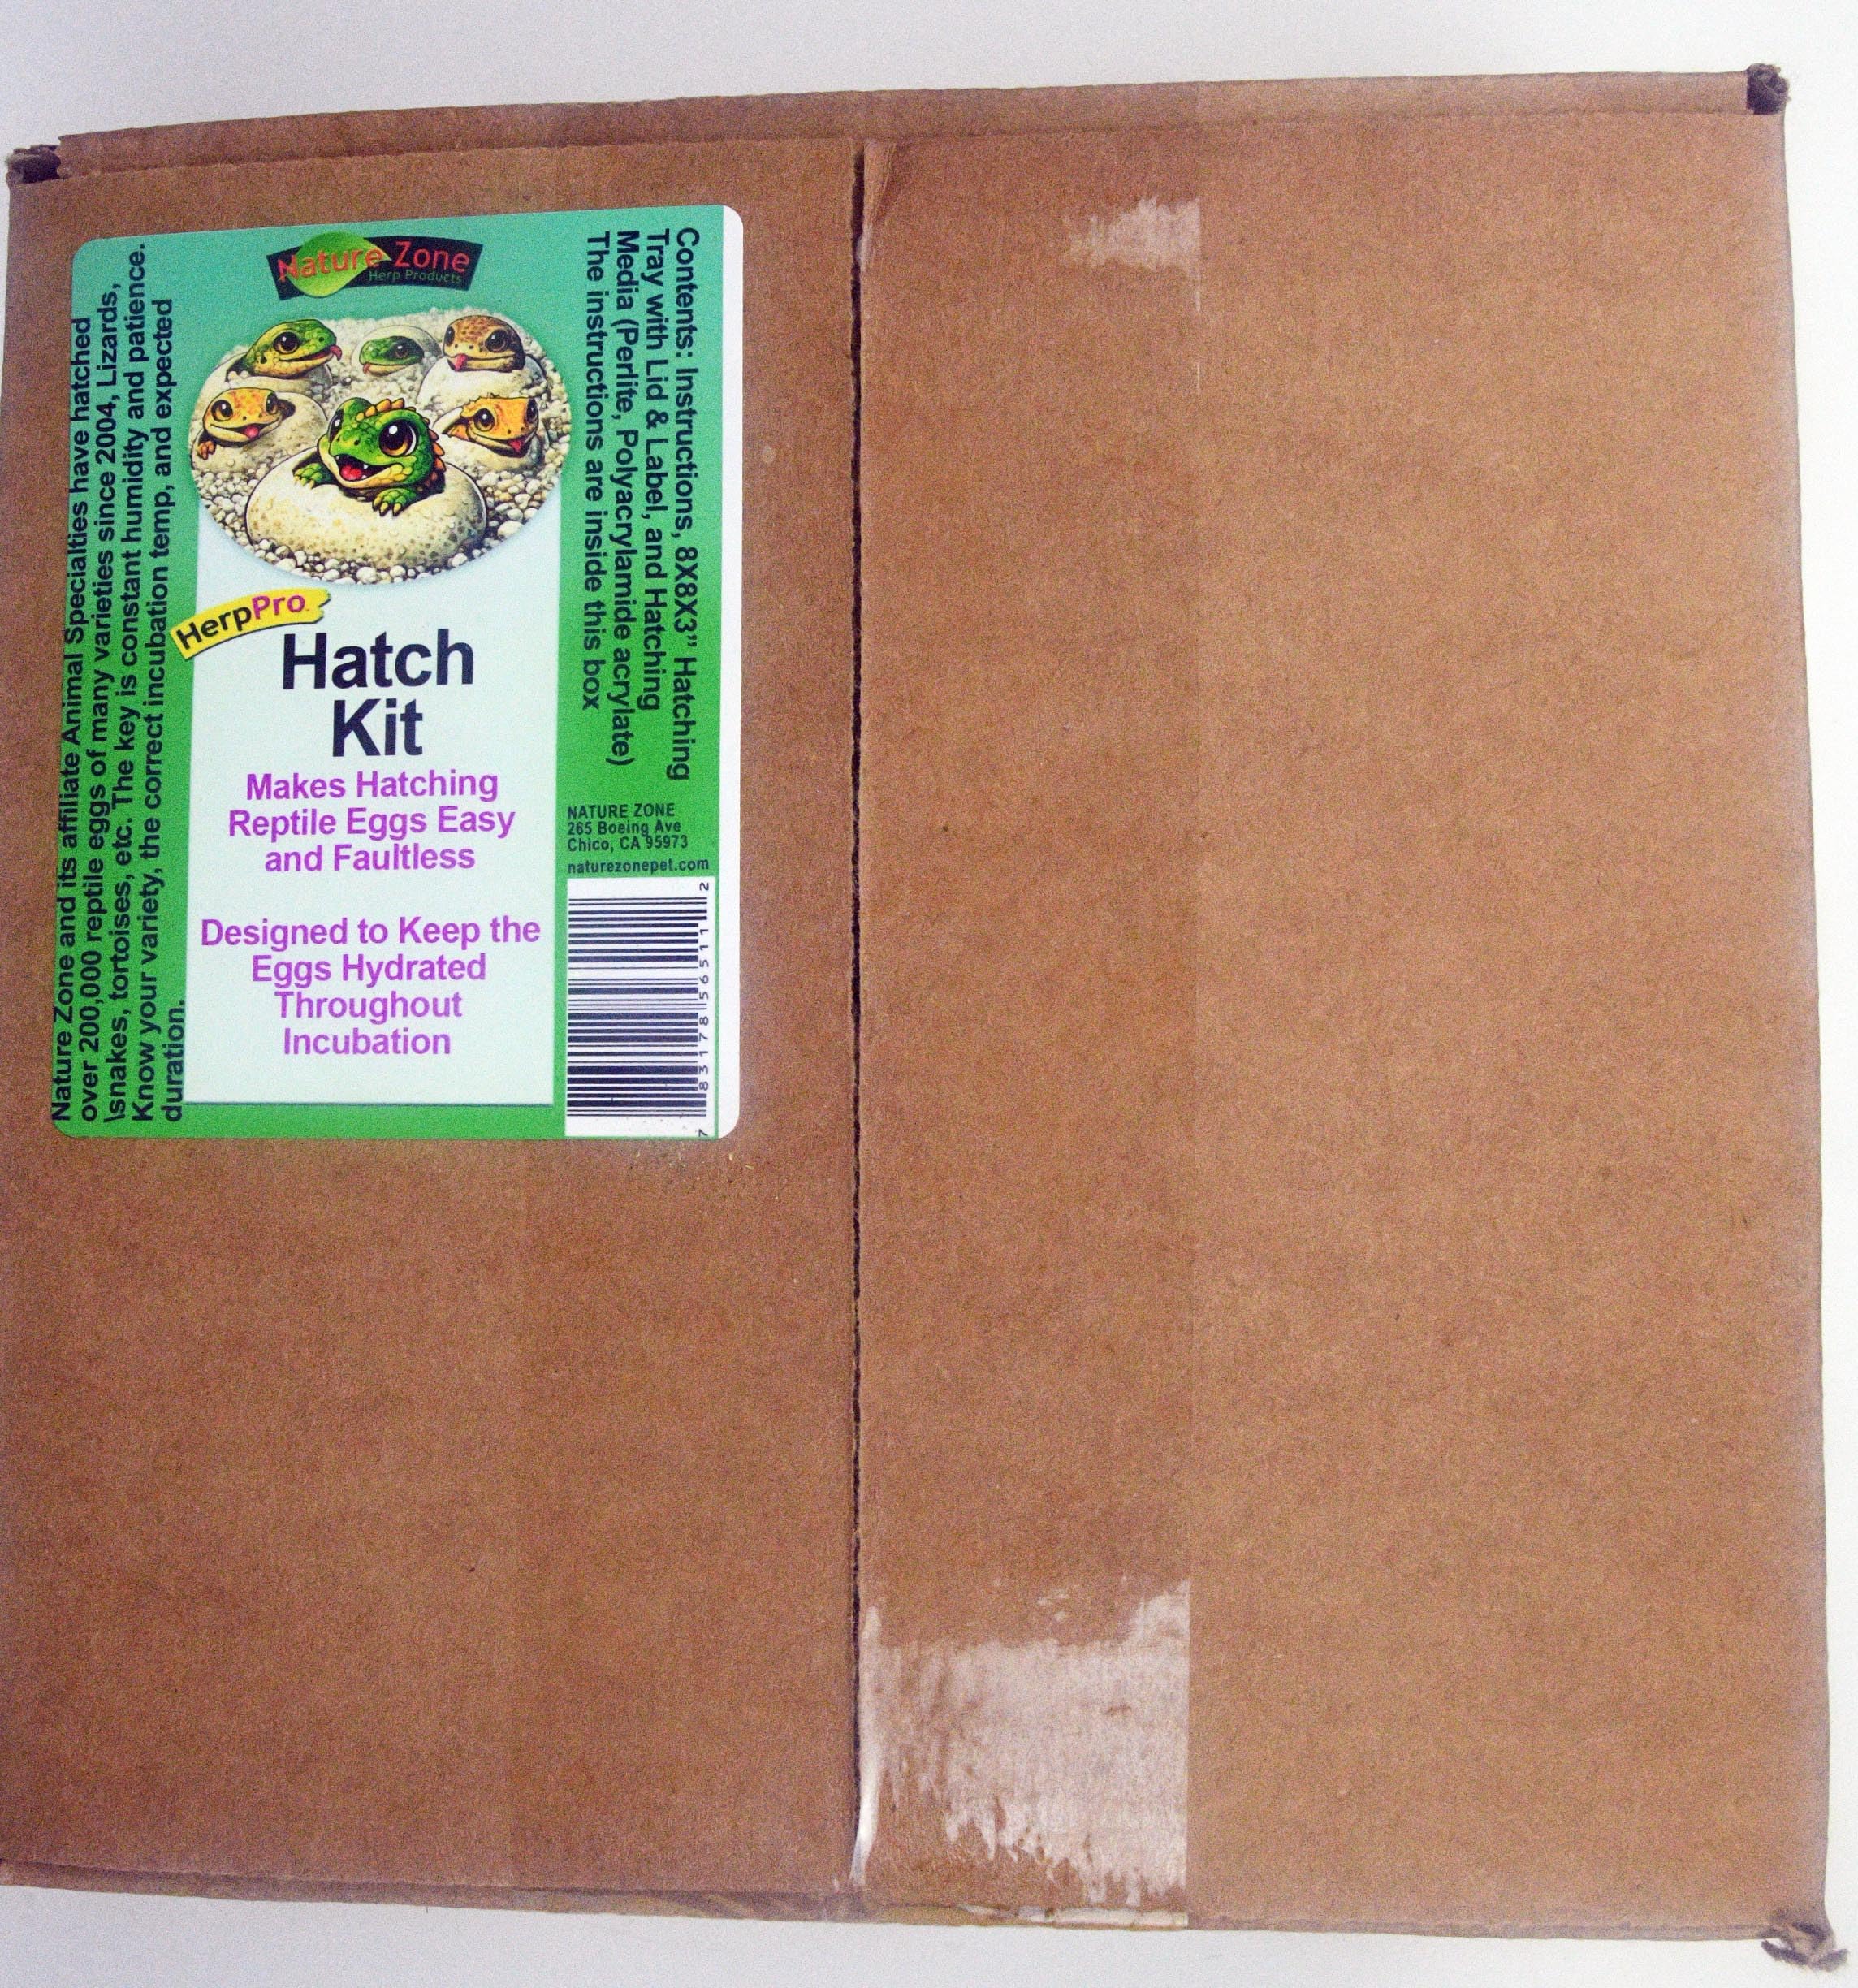 Nature Zone
Herp Products
HerpPro
Hatch
Kit
Makes Hatching
Reptile Eggs Easy
and Faultless
Designed to Keep the
Eggs Hydrated
Throughout
Incubation
Nature Zone and its affiliate Animal Specialties have hatched
over 200,000 reptile eggs of many varieties since 2004, Lizards,
\snakes, tortoises, etc. The key is constant humidity and patience.
Know your variety, the correct incubation temp, and expected
duration.
Contents: Instructions, 8X8X3” Hatching
Tray with Lid & Label, and Hatching
Media (Perlite, Polyacrylamide acrylate)
The instructions are inside this box
NATURE ZONE
265 Boeing Ave
Chico, CA 95973
naturezonepet.com
7 83178 56511 2